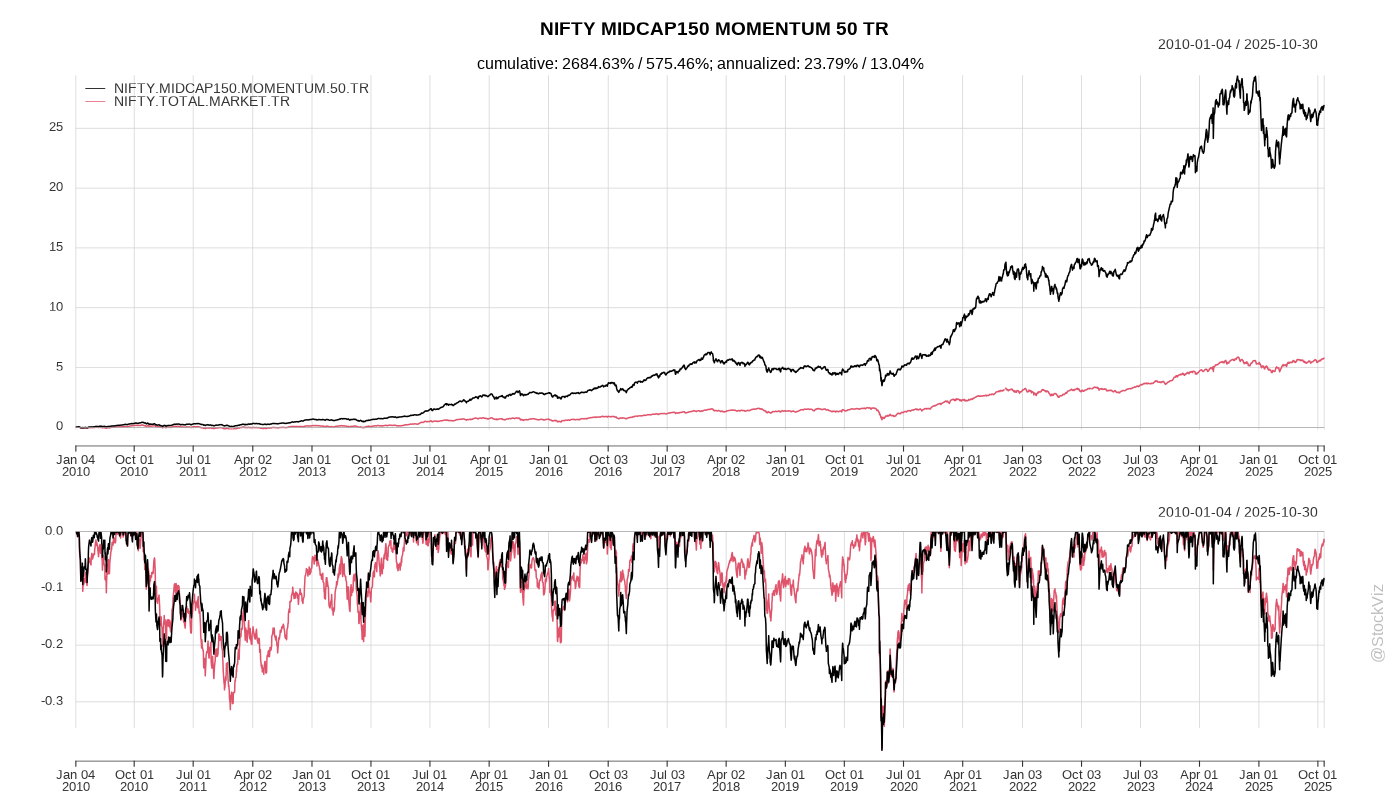 NIFTY MIDCAP150 MOMENTUM 50 TR
2010-01-04 / 2025-10-30
cumulative: 2684.63% / 575.46%; annualized: 23.79% / 13.04%
NIFTY.MIDCAP150.MOMENTUM.50.TR
NIFTY.TOTAL.MARKET.TR
25
20
15
10
5
0
Jan 04 Oct 01 Jul 01 Apr 02 Jan 01 Oct 01 Jul 01 Apr 01 Jan 01 Oct 03 Jul 03 Apr 02 Jan 01 Oct 01 Jul 01 Apr 01 Jan 03 Oct 03 Jul 03 Apr 01 Jan 01 Oct 01
2010 2010 2011 2012 2013 2013 2014 2015 2016 2016 2017 2018 2019 2019 2020 2021 2022 2022 2023 2024 2025 2025
2010-01-04 / 2025-10-30
0.0
-0.1
-0.2
-0.3
Jan 04 Oct 01 Jul 01 Apr 02 Jan 01 Oct 01 Jul 01 Apr 01 Jan 01 Oct 03 Jul 03 Apr 02 Jan 01 Oct 01 Jul 01 Apr 01 Jan 03 Oct 03 Jul 03 Apr 01 Jan 01 Oct 01
2010 2010 2011 2012 2013 2013 2014 2015 2016 2016 2017 2018 2019 2019 2020 2021 2022 2022 2023 2024 2025 2025
@StockViz